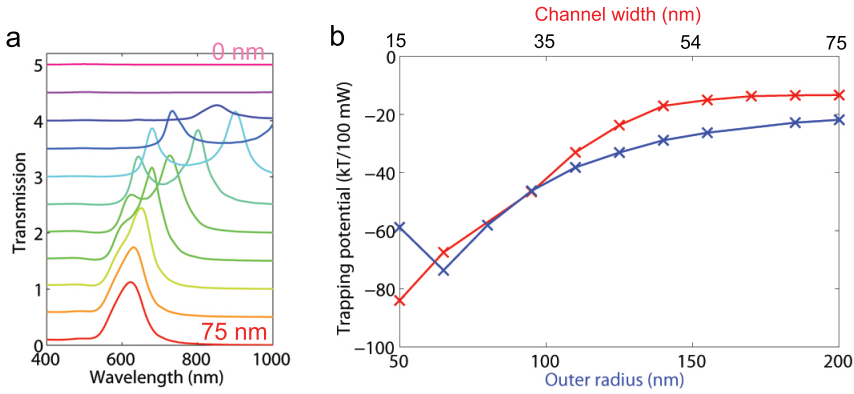 a
0 nm
5
4
3
2
1
0
Transmission
75 nm
400
600
800
1000
Wavelength (nm)
b
Channel width (nm)
15
35
54
75
0
−20
−40
−60
−80
−100
Trapping potential (kT/100 mW)
50
100
150
200
Outer radius (nm)